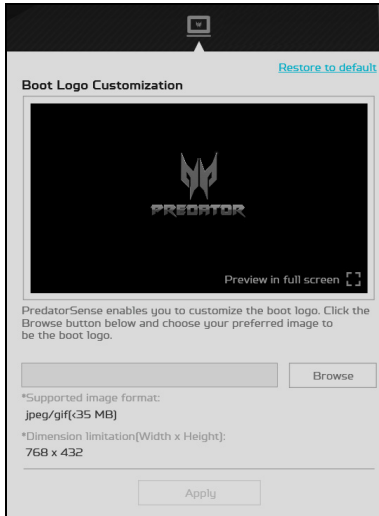 Restore to default
Boot Logo Customization
PREDATOR
Preview in full screen
PredatorSense enables you to customize the boot logo. Click the
Browse button below and choose your preferred image to
be the boot logo.
Browse
*Supported image format:
jpeg/gif(<35 MB)
*Dimension limitation(Width x Height):
768 x 432
Apply